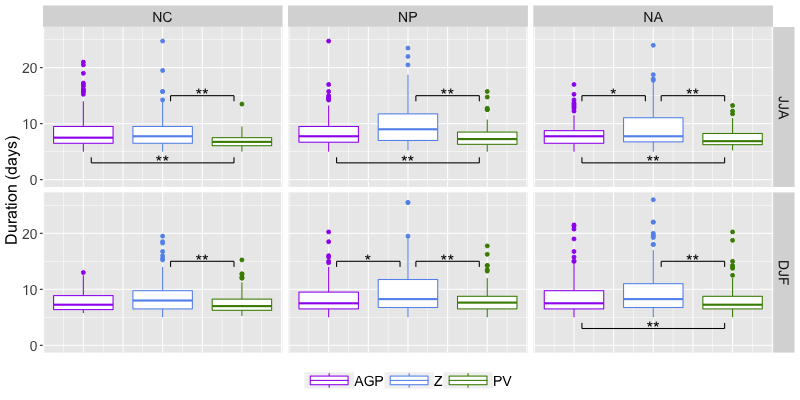 NC NP NA
Duration (days)
20
10
0
** ** * **
** ** **
JJA
20
10
0
** * ** **
**
DJF
AGP Z PV